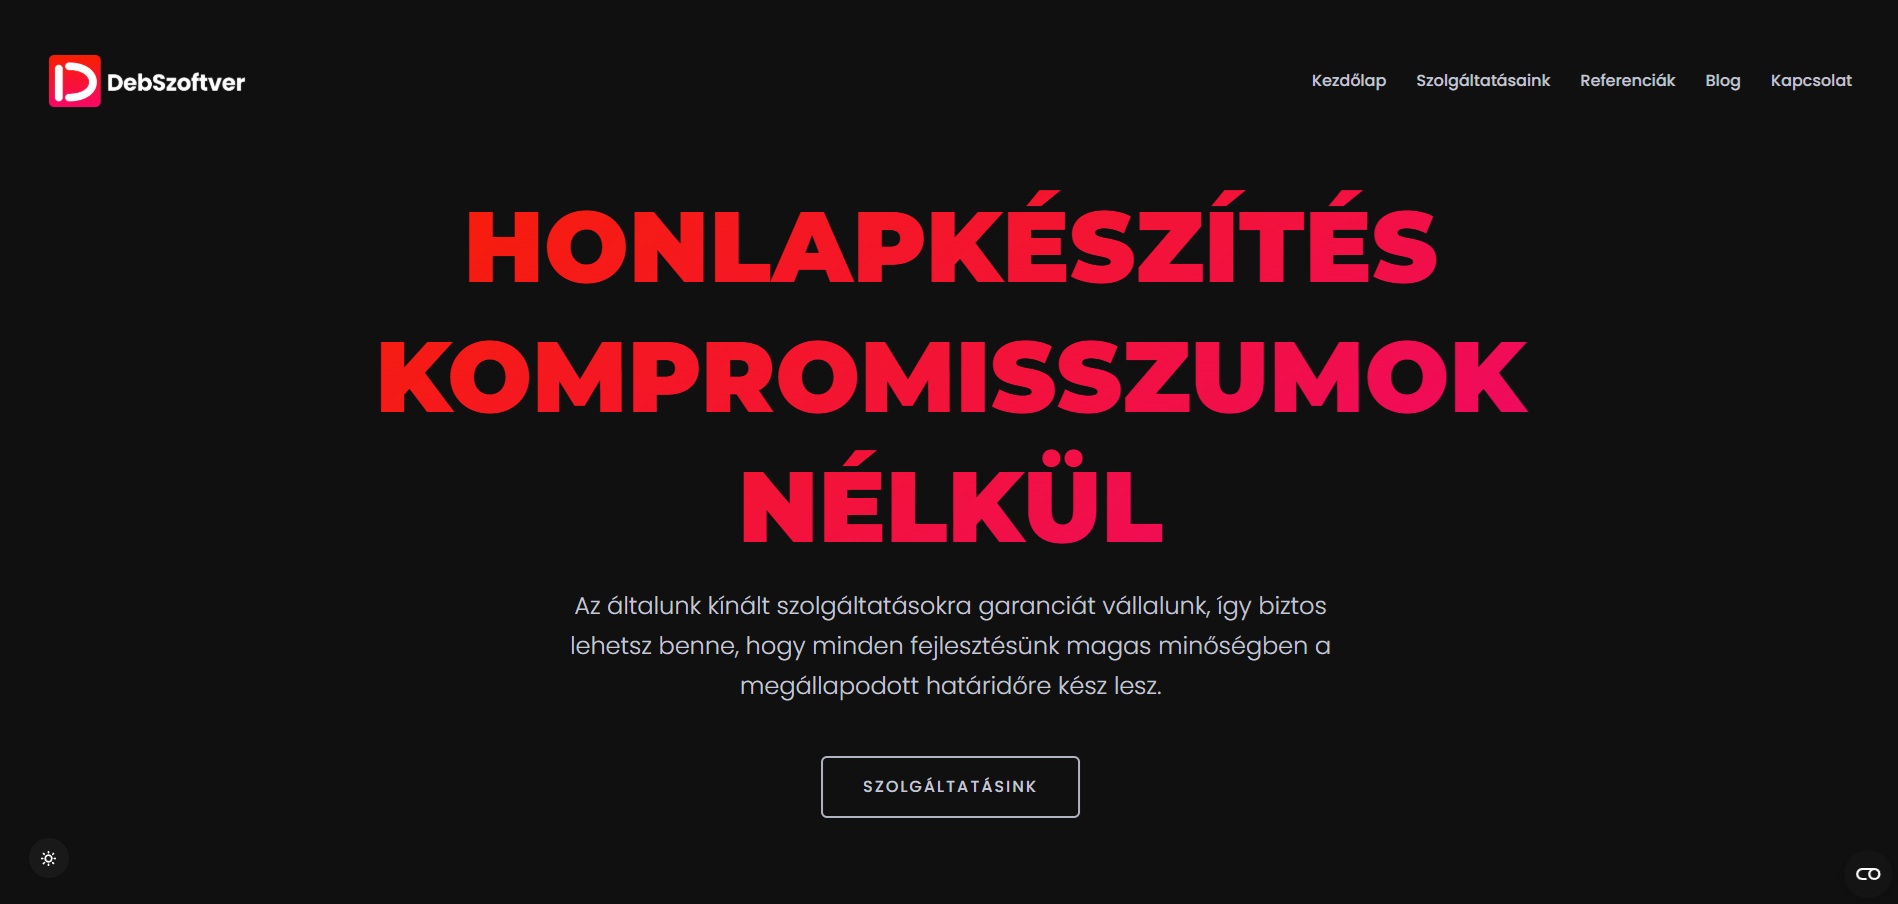 DebSzoftver
Kezdőlap Szolgáltatásaink Referenciák Blog Kapcsolat
HONLAPKÉSZÍTÉS
KOMPROMISSZUMOK
NÉLKÜL
Az általunk kínált szolgáltatásokra garanciát vállalunk, így biztos
lehetsz benne, hogy minden fejlesztésünk magas minőségben a
megállapodott határidőre kész lesz.
SZOLGÁLTATÁSINK